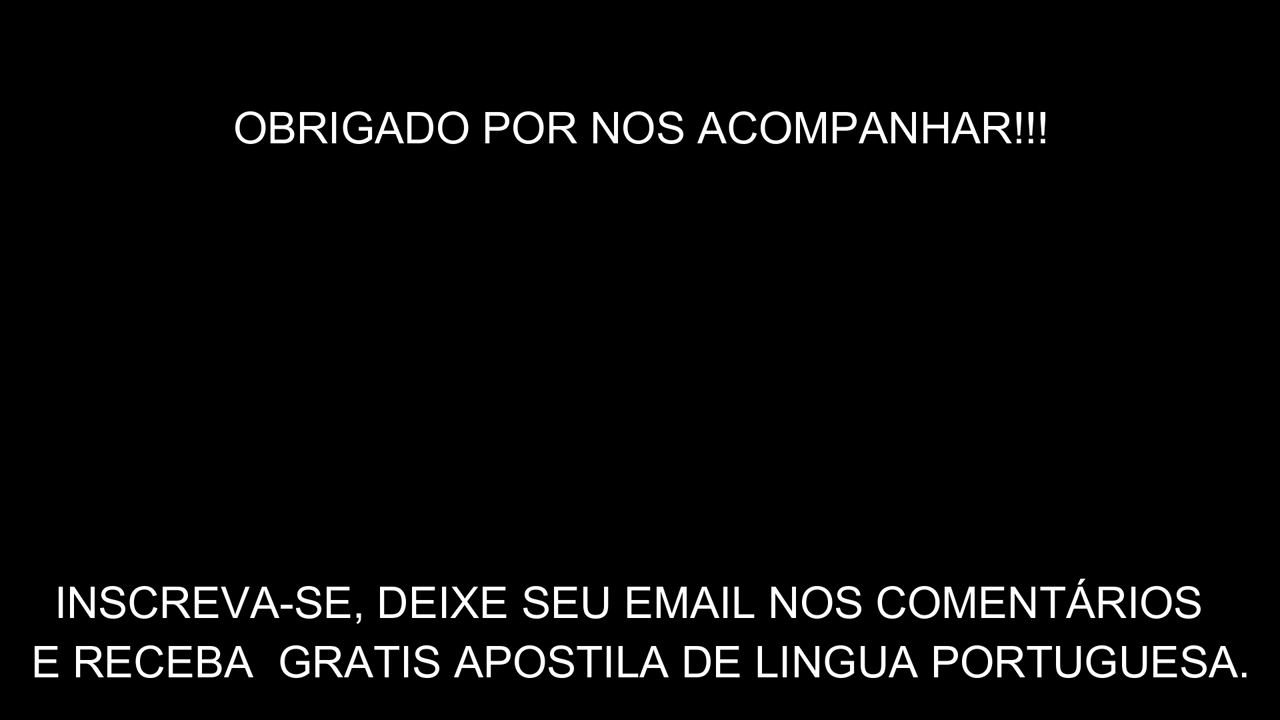 OBRIGADO POR NOS ACOMPANHAR!!!
INSCREVA-SE, DEIXE SEU EMAIL NOS COMENTÁRIOS
E RECEBA  GRATIS APOSTILA DE LINGUA PORTUGUESA.